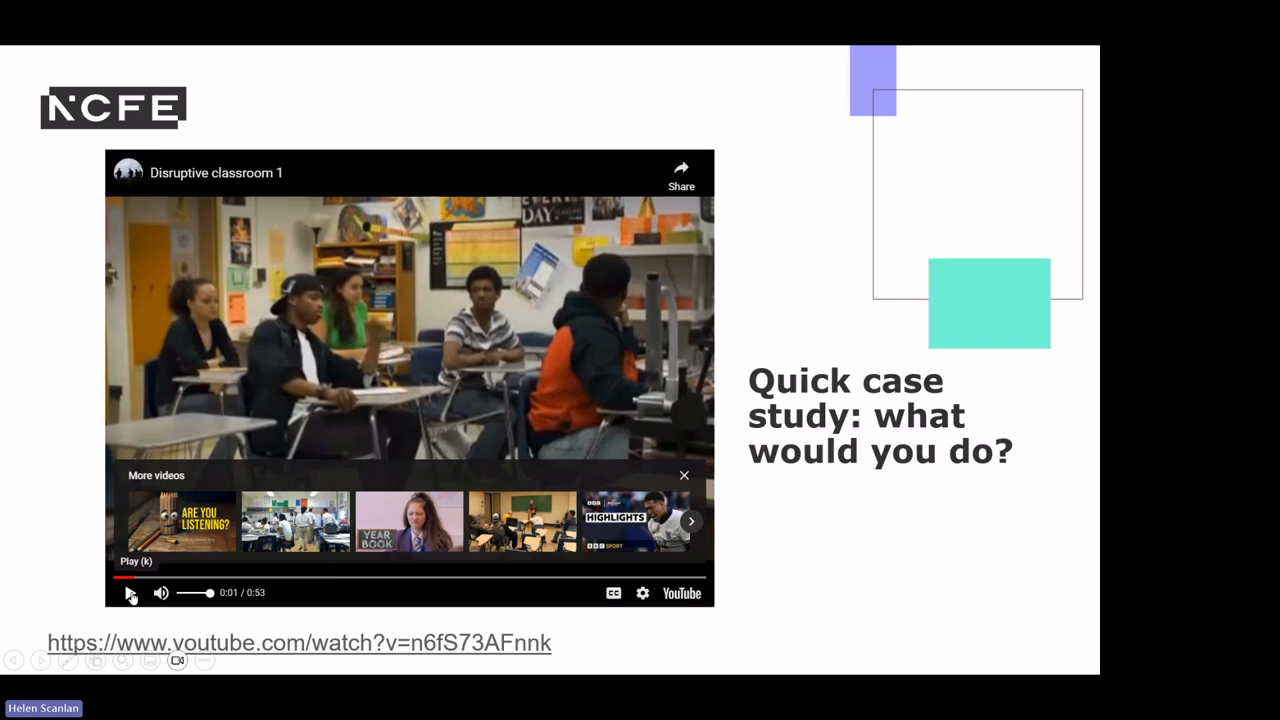 NCFE
Disruptive classroom 1
Share
EVERY
DAY
More videos
ARE YOU
LISTENING?
YEAR
BOOK
HIGHLIGHTS
BBC SPORT
Play (k)
0:01 / 0:53
CC
YouTube
Quick case
study: what
would you do?
https://www.youtube.com/watch?v=n6fS73AFnnk
Helen Scanlan